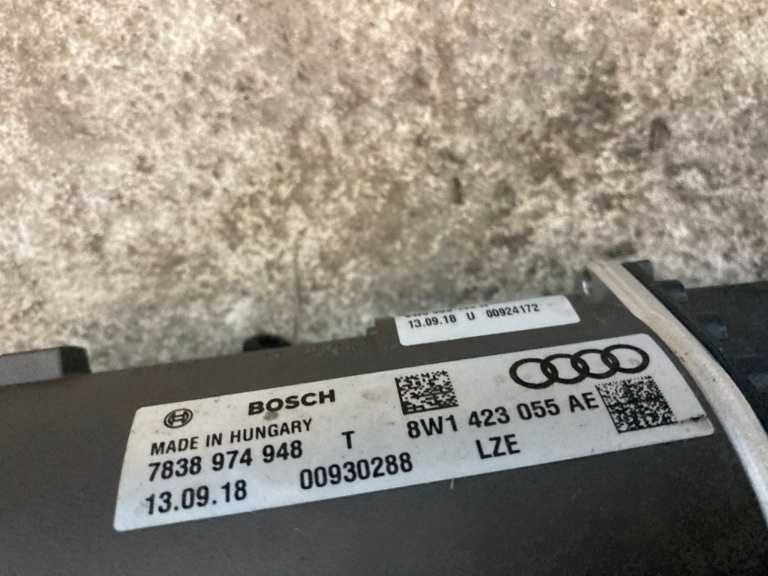 13.09.18 U 00924172
BOSCH
MADE IN HUNGARY
7838 974 948 T 8W1 423 055 AE
13.09.18 00930288 LZE